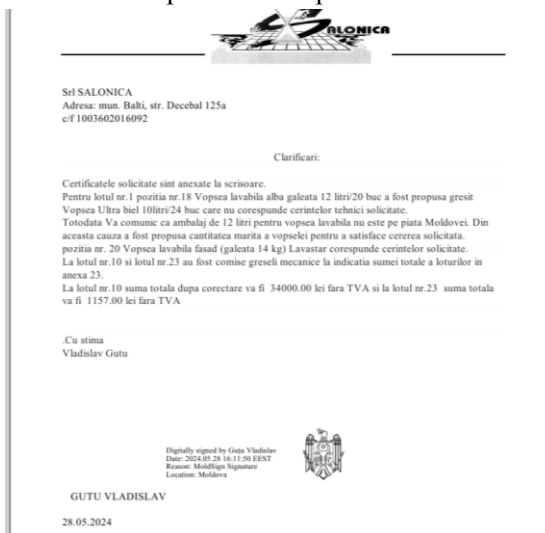 SALONICA
Srl SALONICA
Adresa: mun. Balti, str. Decebal 125a
c/f 1003602016092
Clarificari:
Certificatele solicitate sint anexate la scrisoare.
Pentru lotul nr.1 pozitia nr.18 Vopsea lavabila alba galeata 12 litri/20 buc a fost propusa gresit
Vopsea Ultra biel 10litri/24 buc care nu corespunde cerintelor tehnici solicitate.
Totodata Va comunic ca ambalaj de 12 litri pentru vopsea lavabila nu este pe piata Moldovei. Din
aceasta cauza a fost propusa cantitatea marita a vopselei pentru a satisface cererea solicitata.
pozitia nr. 20 Vopsea lavabila fasad (galeata 14 kg) Lavastar corespunde cerintelor solicitate.
La lotul nr.10 si lotul nr.23 au fost comise greseli mecanice la indicatia sumei totale a loturilor in
anexa 23.
La lotul nr.10 suma totala dupa corectare va fi 34000.00 lei fara TVA si la lotul nr.23 suma totala
va fi 1157.00 lei fara TVA
.Cu stima
Vladislav Gutu
Digitally signed by Guțu Vladislav
Date: 2024.05.28 16:11:50 EEST
Reason: MoldSign Signature
Location: Moldova
GUTU VLADISLAV
28.05.2024